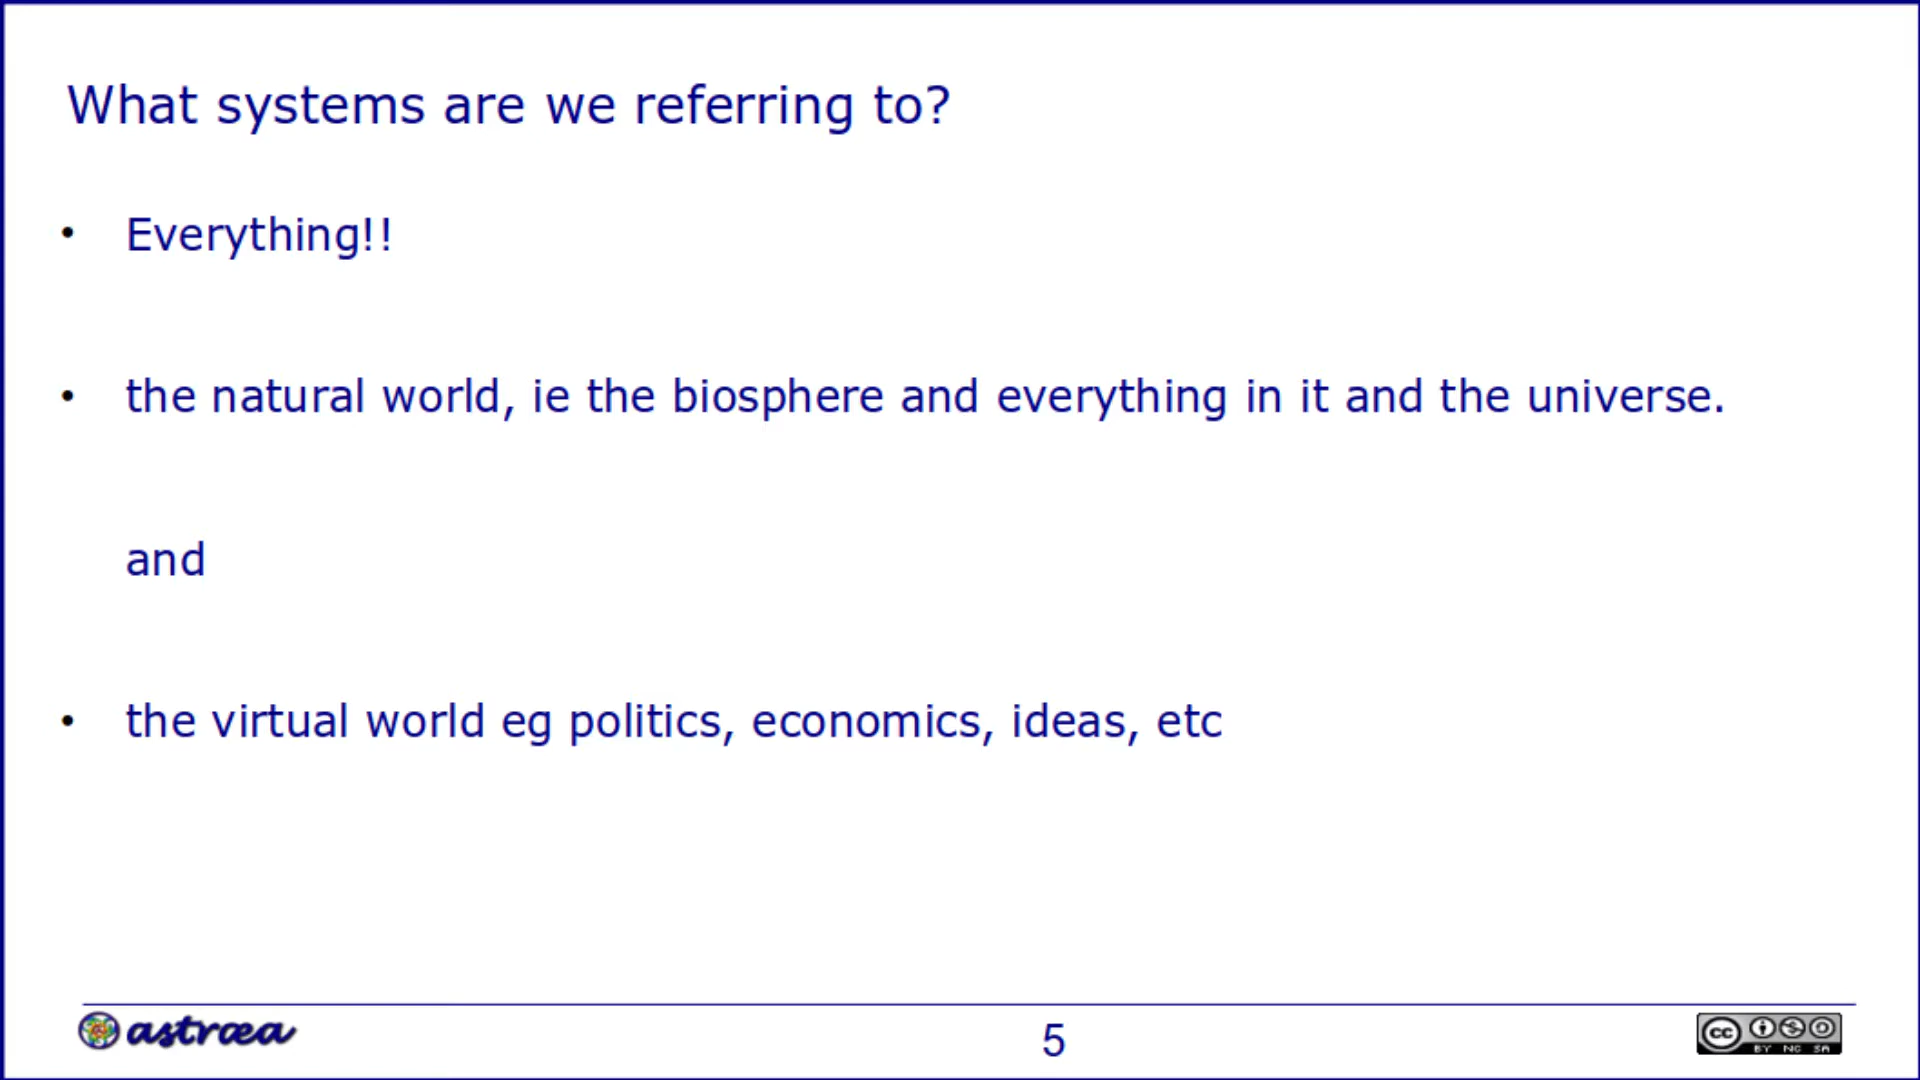 What systems are we referring to?
• Everything!!
• the natural world, ie the biosphere and everything in it and the universe.
and
• the virtual world eg politics, economics, ideas, etc
astræa
5
cc
BY NC SA